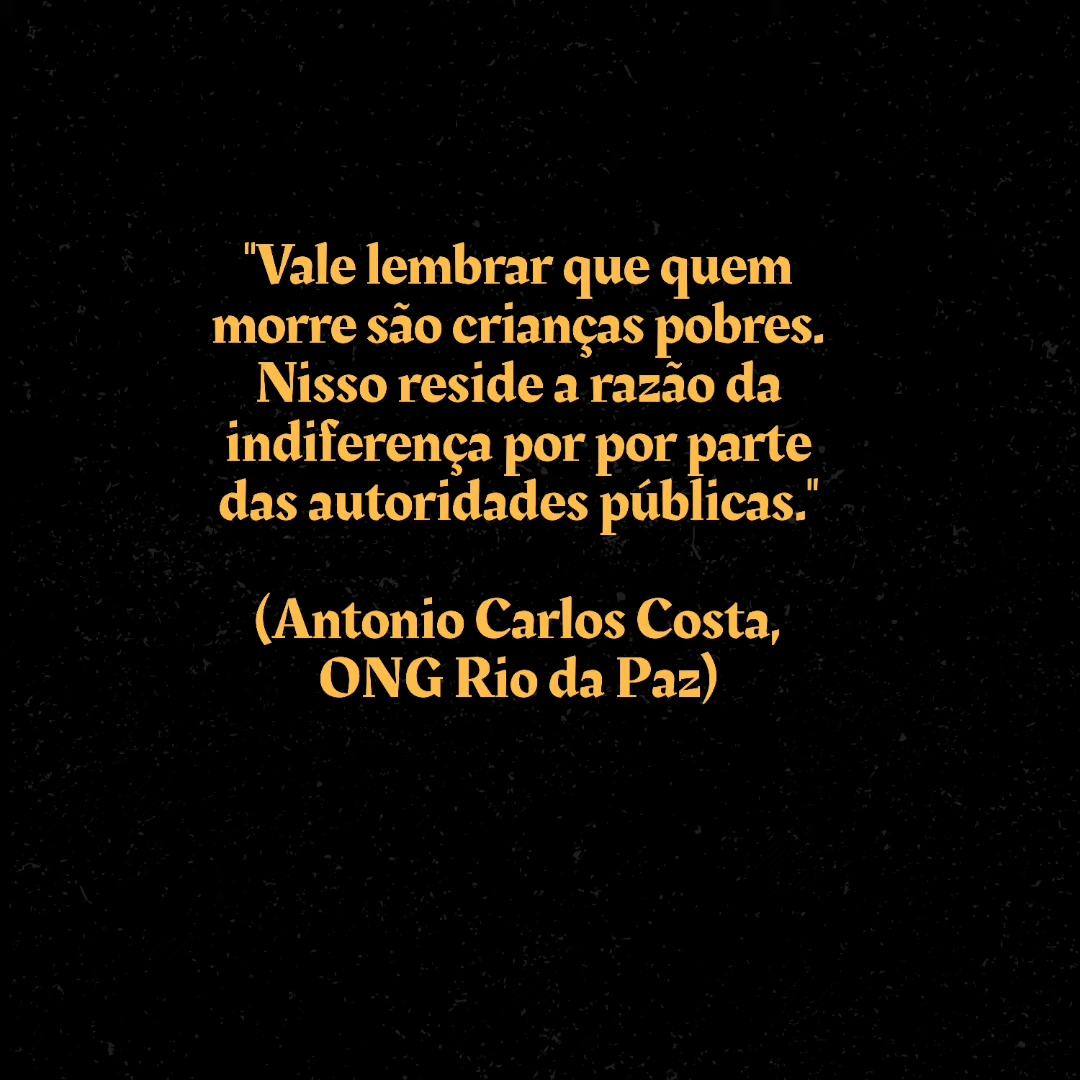 "Vale lembrar que quem
morre são crianças pobres.
Nisso reside a razão da
indiferença por por parte
das autoridades públicas."
(Antonio Carlos Costa,
ONG Rio da Paz)